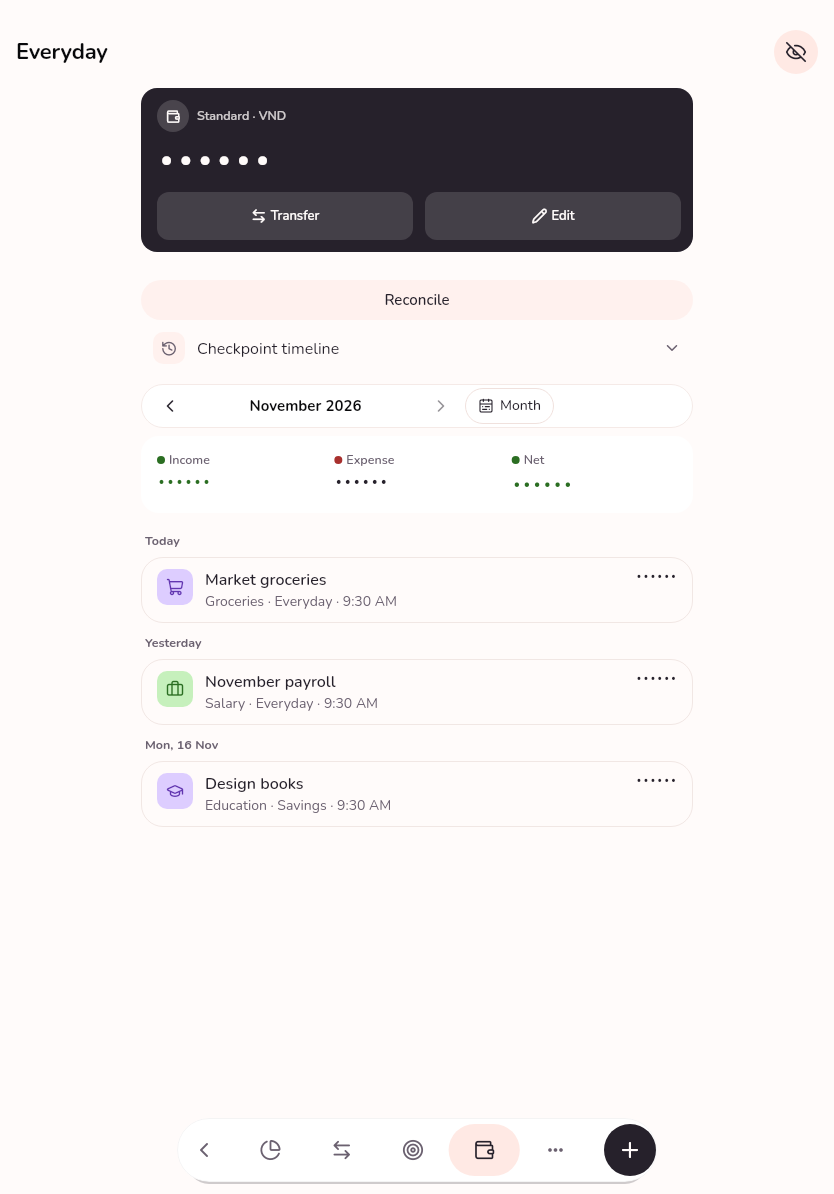 Everyday
Standard · VND
••••••
Transfer
Edit
Reconcile
Checkpoint timeline
November 2026
Month
Income
Expense
Net
••••••
••••••
••••••
Today
Market groceries
••••••
Groceries · Everyday · 9:30 AM
Yesterday
November payroll
••••••
Salary · Everyday · 9:30 AM
Mon, 16 Nov
Design books
••••••
Education · Savings · 9:30 AM